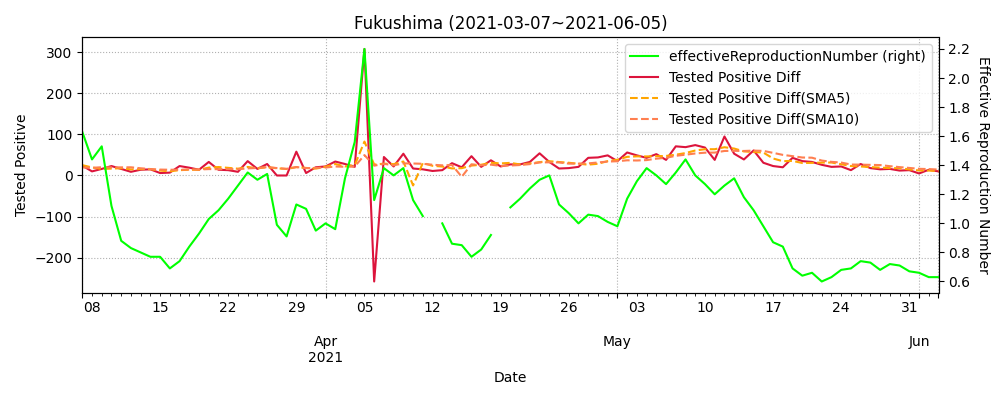 Fukushima (2021-03-07~2021-06-05)
effectiveReproductionNumber (right)
Tested Positive Diff
Tested Positive Diff(SMA5)
Tested Positive Diff(SMA10)
Tested Positive
300
200
100
0
−100
−200
2.2
2.0
1.8
1.6
1.4
1.2
1.0
0.8
0.6
Effective Reproduction Number
08 15 22 29 05 12 19 26 03 10 17 24 31
Apr May Jun
2021
Date